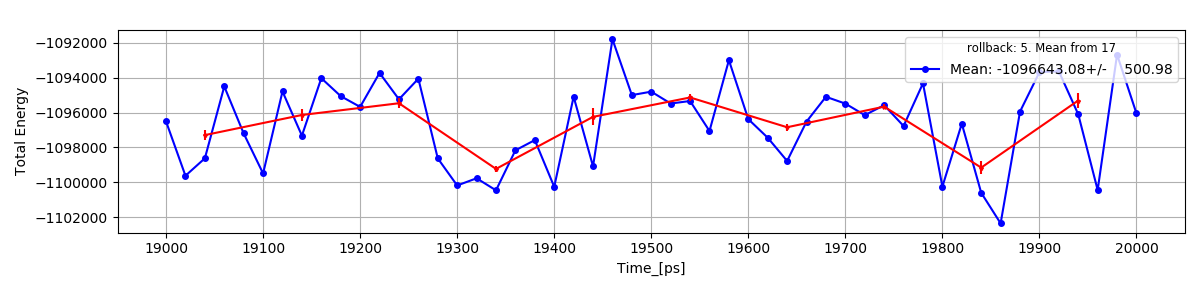 rollback: 5. Mean from 17
Mean: -1096643.08+/- 500.98
Total Energy
−1092000
−1094000
−1096000
−1098000
−1100000
−1102000
19000 19100 19200 19300 19400 19500 19600 19700 19800 19900 20000
Time_[ps]